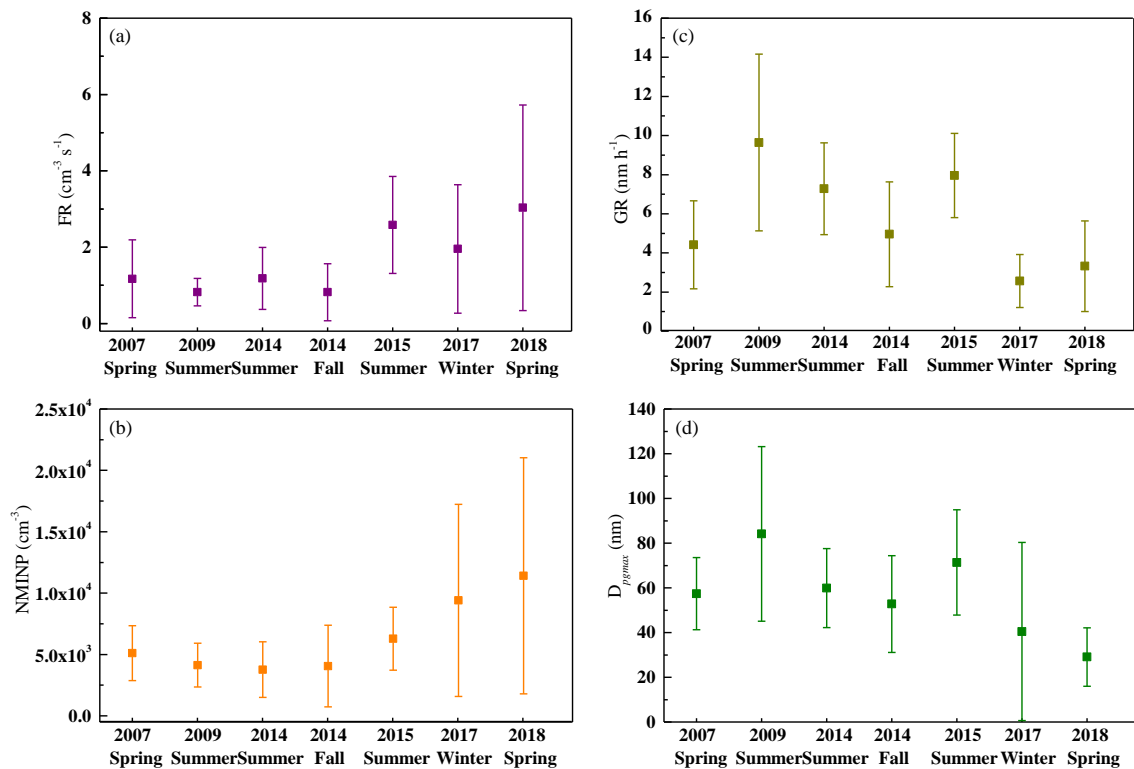 (a)
8
6
4
2
0
FR (cm⁻³ s⁻¹)
2007 2009 2014 2014 2015 2017 2018
Spring Summer Summer Fall Summer Winter Spring
(c)
16
14
12
10
8
6
4
2
0
GR (nm h⁻¹)
2007 2009 2014 2014 2015 2017 2018
Spring Summer Summer Fall Summer Winter Spring
(b)
2.5x10⁴
2.0x10⁴
1.5x10⁴
1.0x10⁴
5.0x10³
0.0
NMINP (cm⁻³)
2007 2009 2014 2014 2015 2017 2018
Spring Summer Summer Fall Summer Winter Spring
(d)
140
120
100
80
60
40
20
0
Dpgmax (nm)
2007 2009 2014 2014 2015 2017 2018
Spring Summer Summer Fall Summer Winter Spring